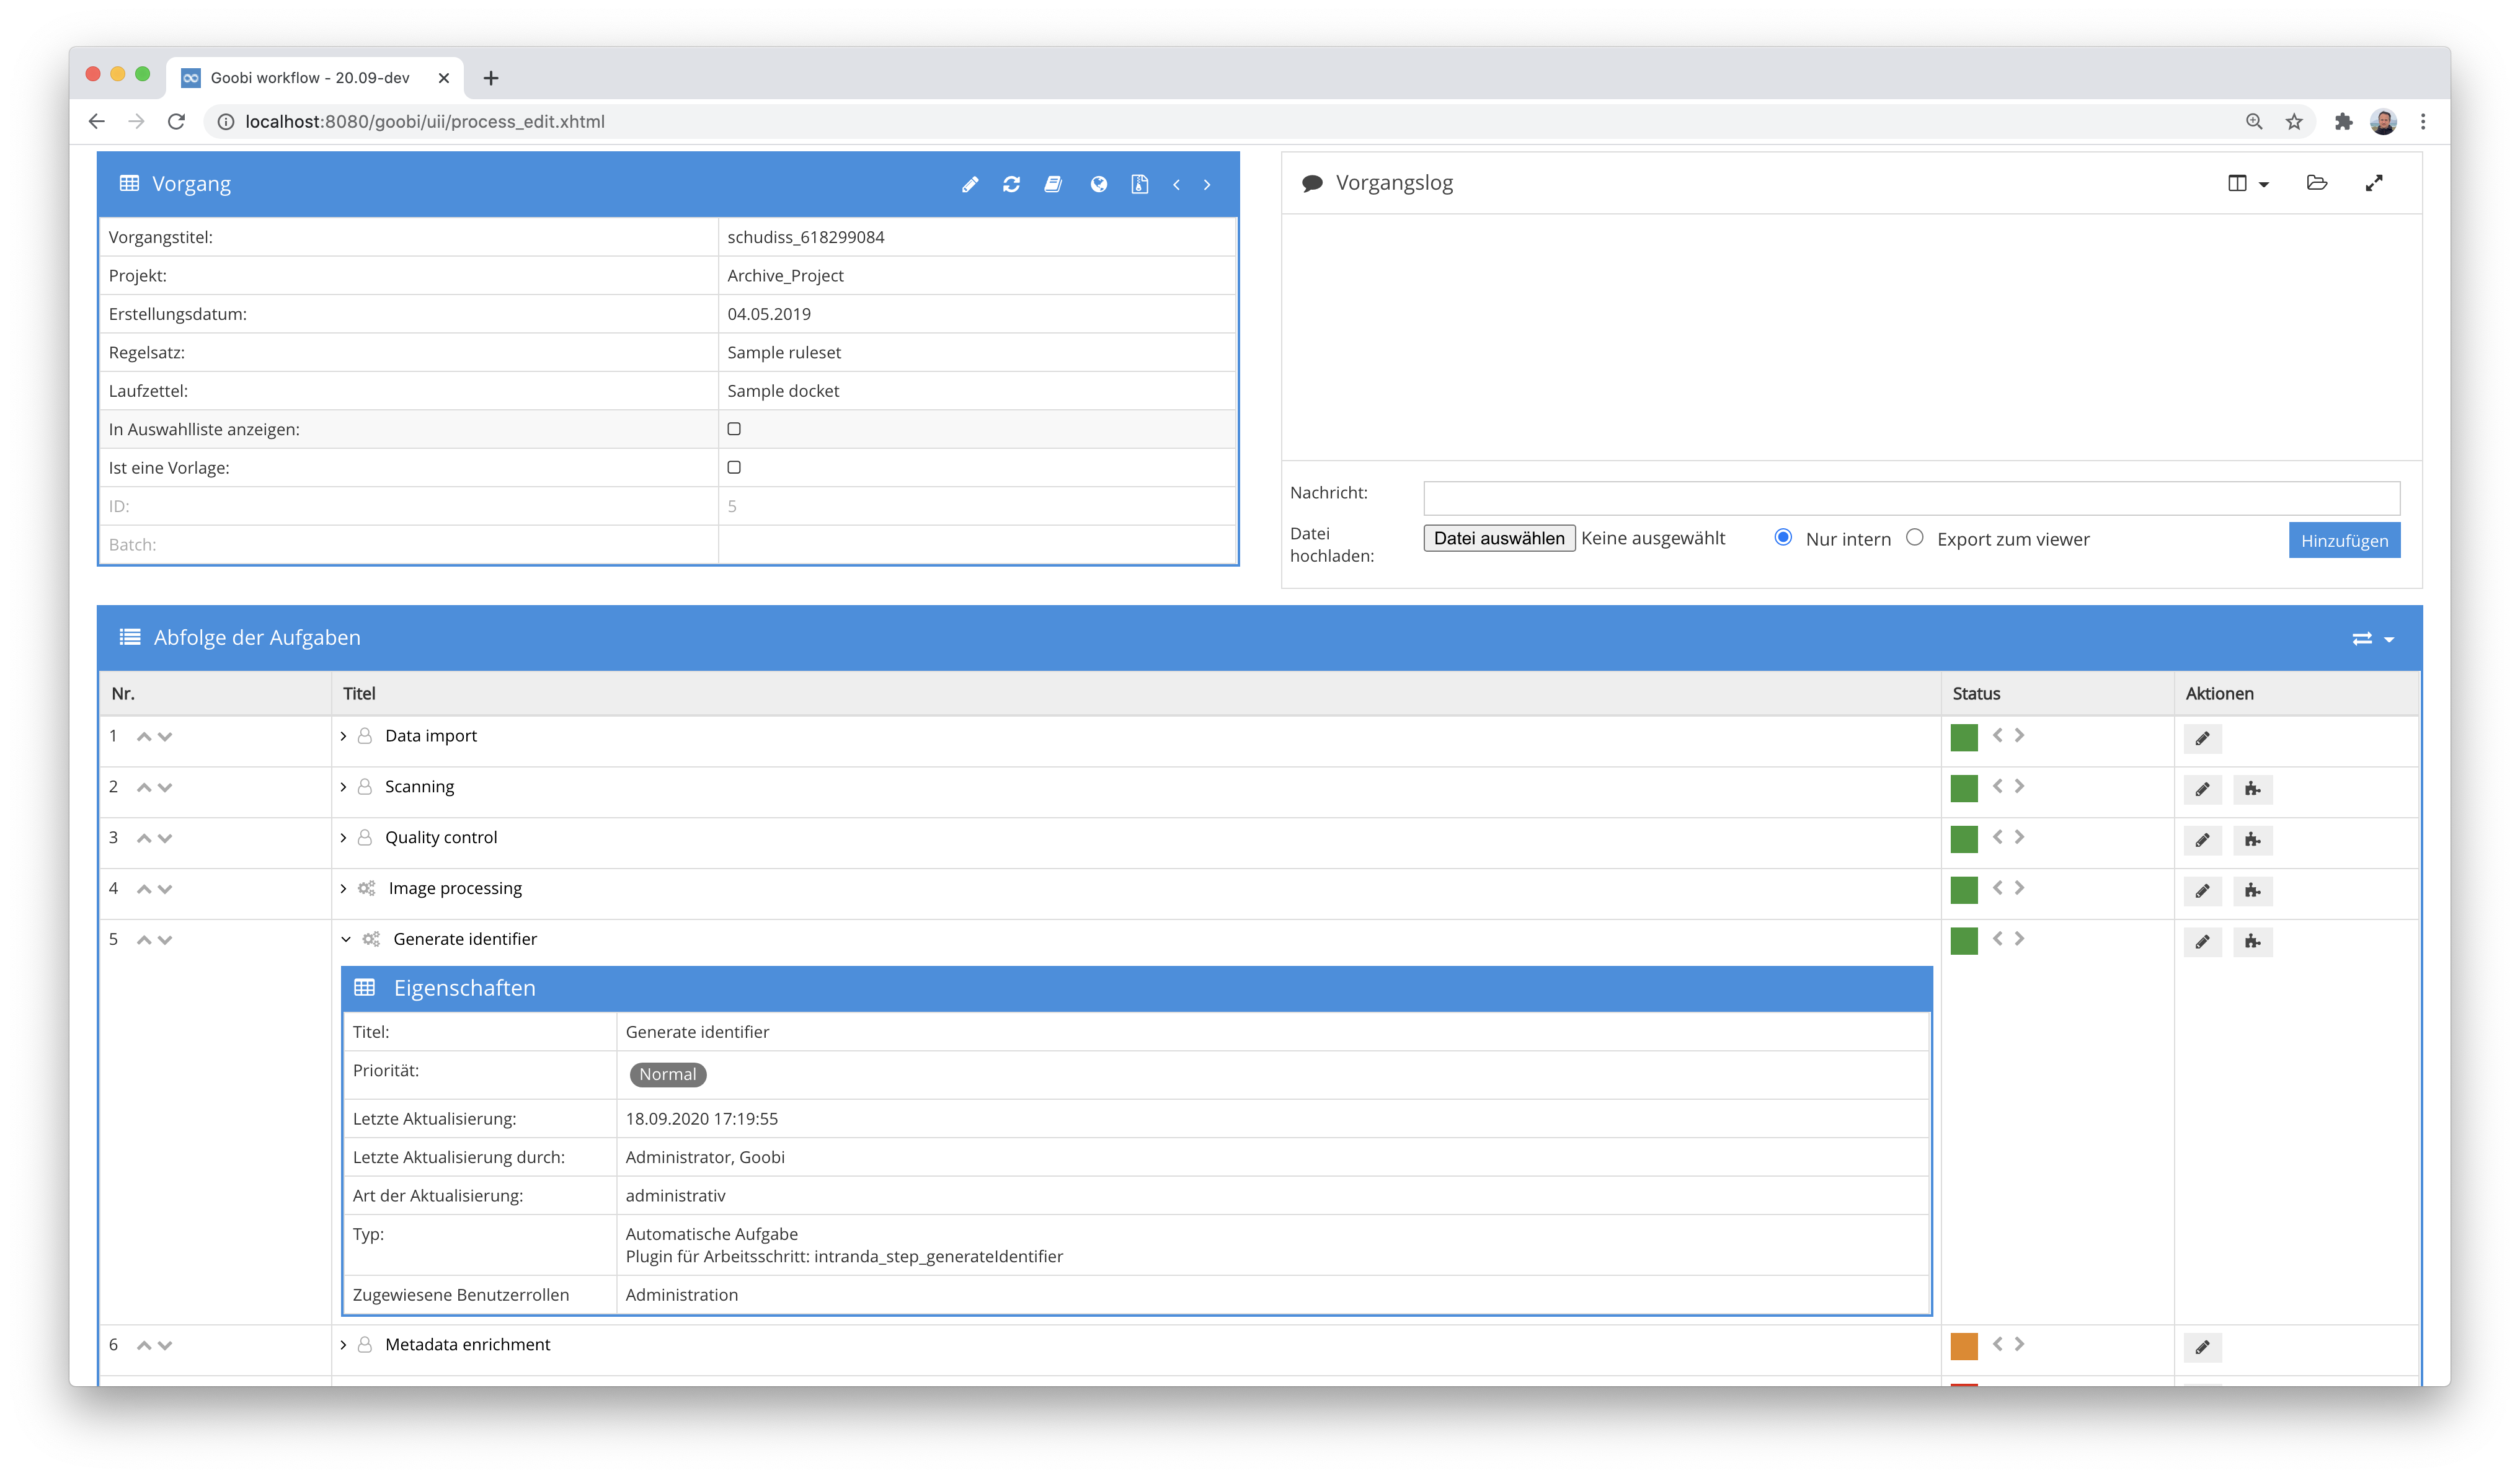 Goobi workflow - 20.09-dev
localhost:8080/goobi/uii/process_edit.xhtml
Vorgang
Vorgangstitel: schudiss_618299084
Projekt: Archive_Project
Erstellungsdatum: 04.05.2019
Regelsatz: Sample ruleset
Laufzettel: Sample docket
In Auswahlliste anzeigen:
Ist eine Vorlage:
ID: 5
Batch:
Vorgangslog
Nachricht:
Datei hochladen:
Datei auswählen Keine ausgewählt Nur intern Export zum viewer Hinzufügen
Abfolge der Aufgaben
Nr. Titel Status Aktionen
1 Data import
2 Scanning
3 Quality control
4 Image processing
5 Generate identifier
Eigenschaften
Titel: Generate identifier
Priorität: Normal
Letzte Aktualisierung: 18.09.2020 17:19:55
Letzte Aktualisierung durch: Administrator, Goobi
Art der Aktualisierung: administrativ
Typ: Automatische Aufgabe
Plugin für Arbeitsschritt: intranda_step_generateIdentifier
Zugewiesene Benutzerrollen Administration
6 Metadata enrichment